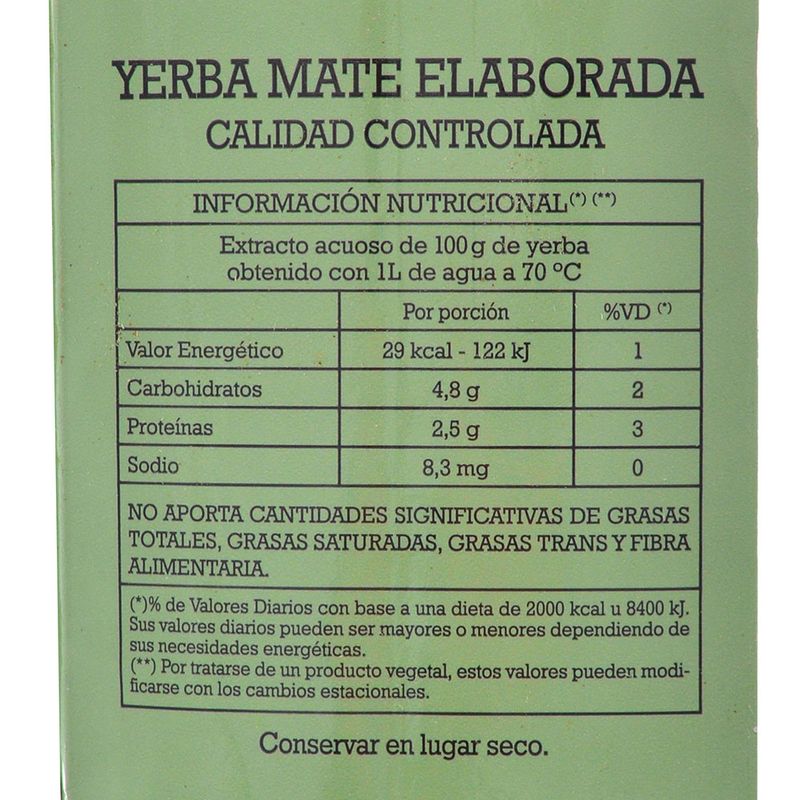 YERBA MATE ELABORADA
CALIDAD CONTROLADA
INFORMACIÓN NUTRICIONAL(*) (**)
Extracto acuoso de 100 g de yerba
obtenido con 1L de agua a 70 ºC
Por porción %VD (*)
Valor Energético 29 kcal - 122 kJ 1
Carbohidratos 4,8 g 2
Proteínas 2,5 g 3
Sodio 8,3 mg 0
NO APORTA CANTIDADES SIGNIFICATIVAS DE GRASAS
TOTALES, GRASAS SATURADAS, GRASAS TRANS Y FIBRA
ALIMENTARIA.
(*)% de Valores Diarios con base a una dieta de 2000 kcal u 8400 kJ.
Sus valores diarios pueden ser mayores o menores dependiendo de
sus necesidades energéticas.
(**) Por tratarse de un producto vegetal, estos valores pueden modi-
ficarse con los cambios estacionales.
Conservar en lugar seco.